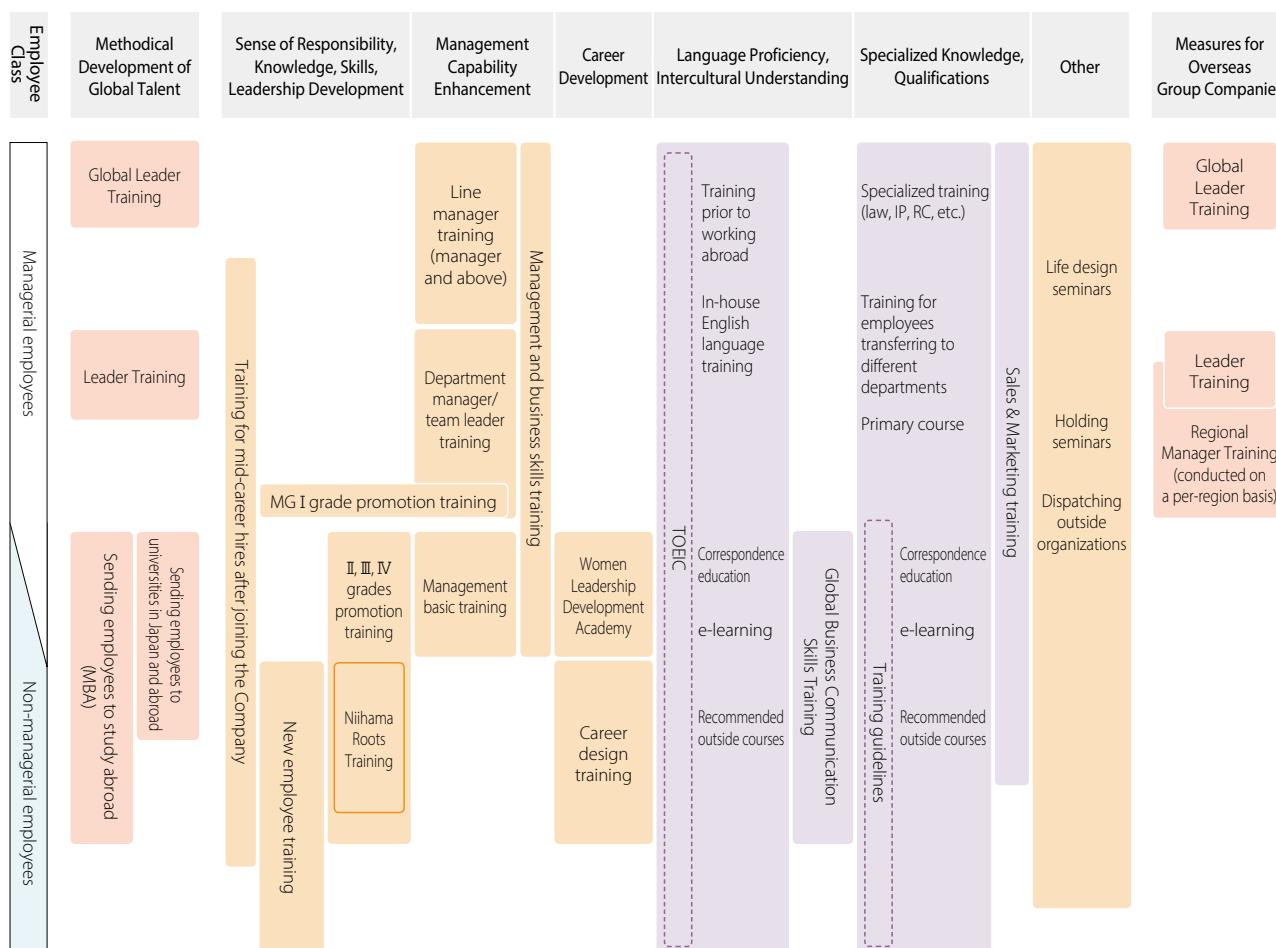 Employee
Class
Methodical
Development of
Global Talent
Sense of Responsibility,
Knowledge, Skills,
Leadership Development
Management
Capability
Enhancement
Career
Development
Language Proficiency,
Intercultural Understanding
Specialized Knowledge,
Qualifications
Other
Measures for
Overseas
Group Companie
Managerial employees
Non-managerial employees
Global Leader
Training
Leader Training
Sending employees to study abroad
(MBA)
Sending employees to
universities in Japan and abroad
Training for mid-career hires after joining the Company
MG I grade promotion training
New employee training
Ⅱ, Ⅲ, Ⅳ
grades
promotion
training
Niihama
Roots
Training
Line
manager
training
(manager
and above)
Department
manager/
team leader
training
Management
basic training
Management and business skills training
Women
Leadership
Development
Academy
Career
design
training
TOEIC
Training
prior to
working
abroad
In-house
English
language
training
Correspondence
education
e-learning
Recommended
outside courses
Global Business Communication
Skills Training
Specialized training
(law, IP, RC, etc.)
Training for
employees
transferring to
different
departments
Primary course
Training guidelines
Correspondence
education
e-learning
Recommended
outside courses
Sales & Marketing training
Life design
seminars
Holding
seminars
Dispatching
outside
organizations
Global
Leader
Training
Leader
Training
Regional
Manager Training
(conducted on
a per-region basis)